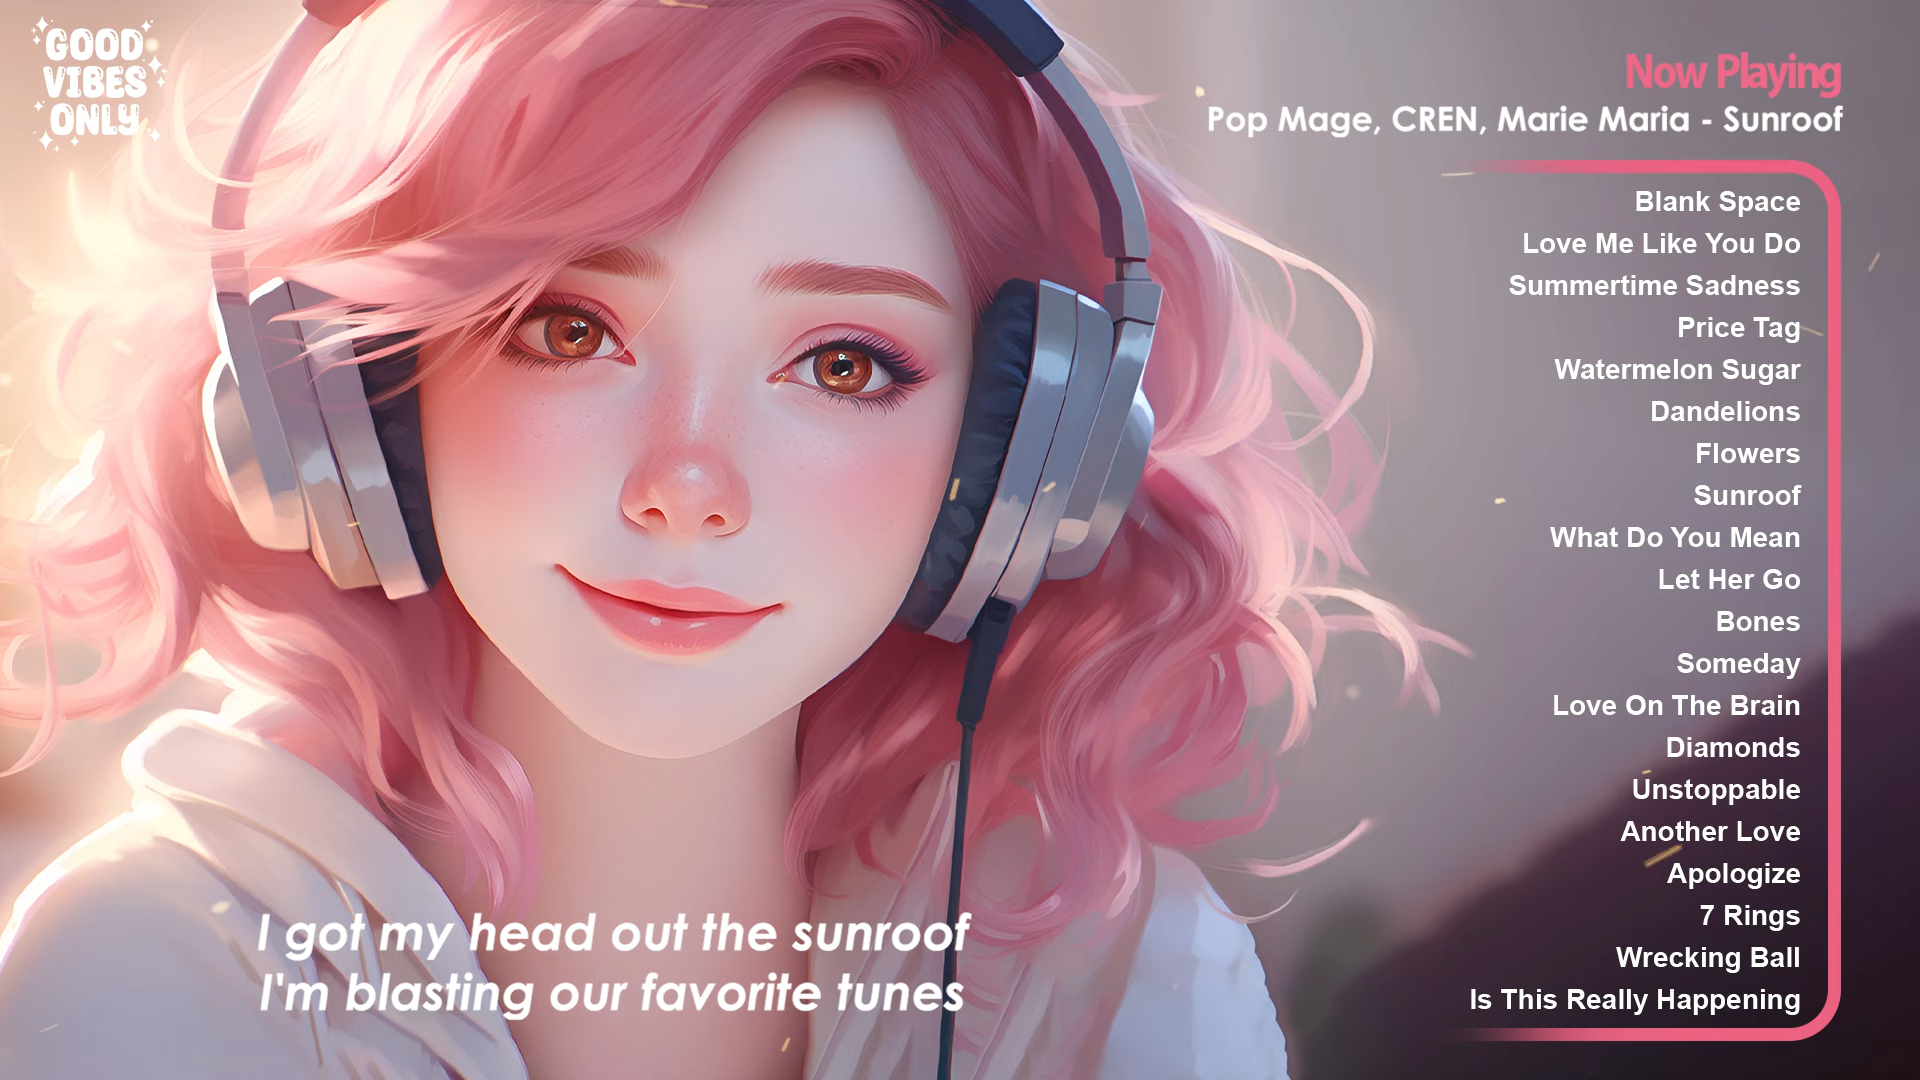 GOOD
VIBES
ONLY
Now Playing
Pop Mage, CREN, Marie Maria - Sunroof
Blank Space
Love Me Like You Do
Summertime Sadness
Price Tag
Watermelon Sugar
Dandelions
Flowers
Sunroof
What Do You Mean
Let Her Go
Bones
Someday
Love On The Brain
Diamonds
Unstoppable
Another Love
Apologize
7 Rings
Wrecking Ball
Is This Really Happening
I got my head out the sunroof
I'm blasting our favorite tunes